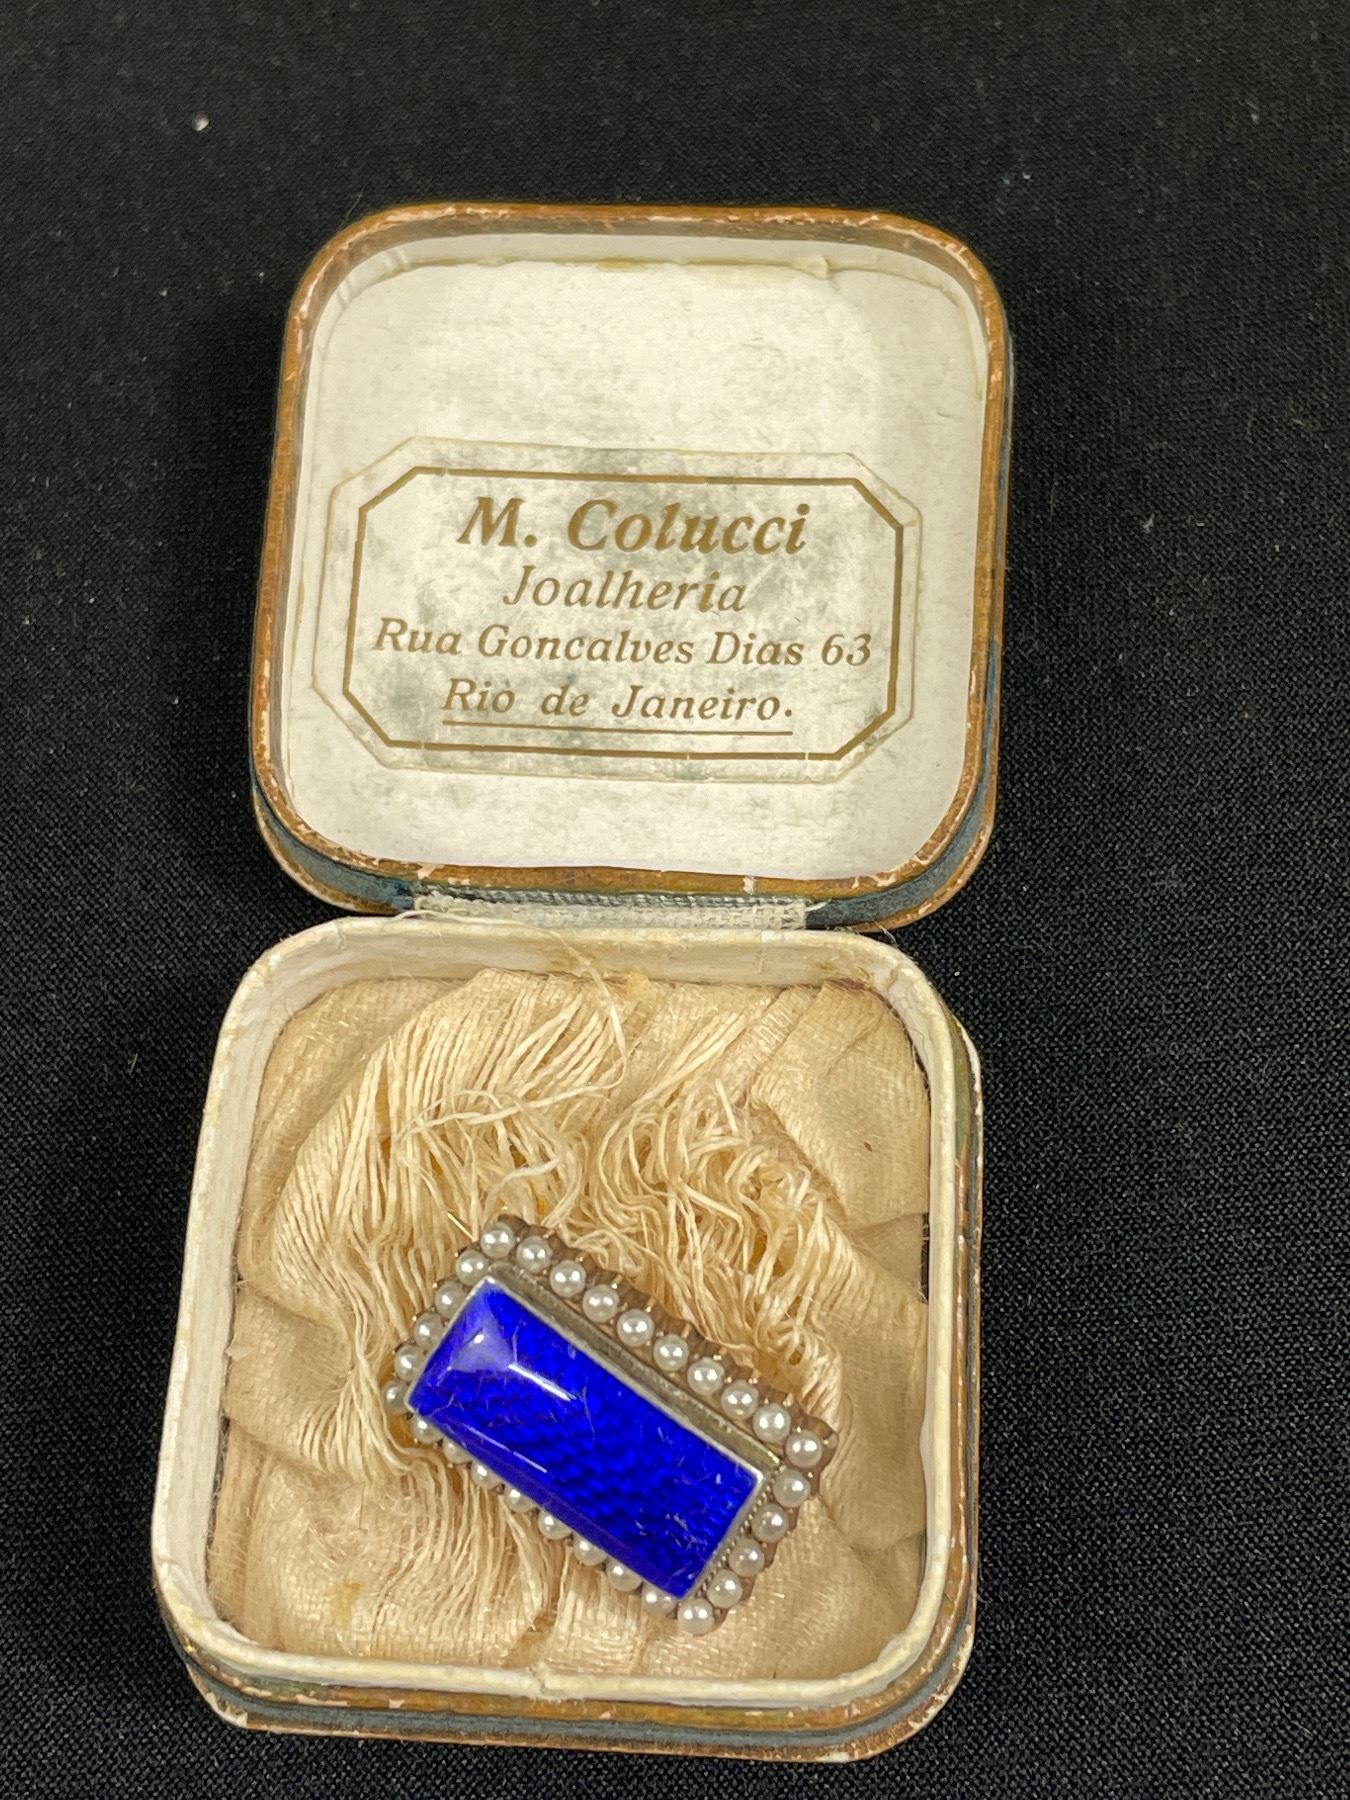 M. Colucci
Joalheria
Rua Goncalves Dias 63
Rio de Janeiro.